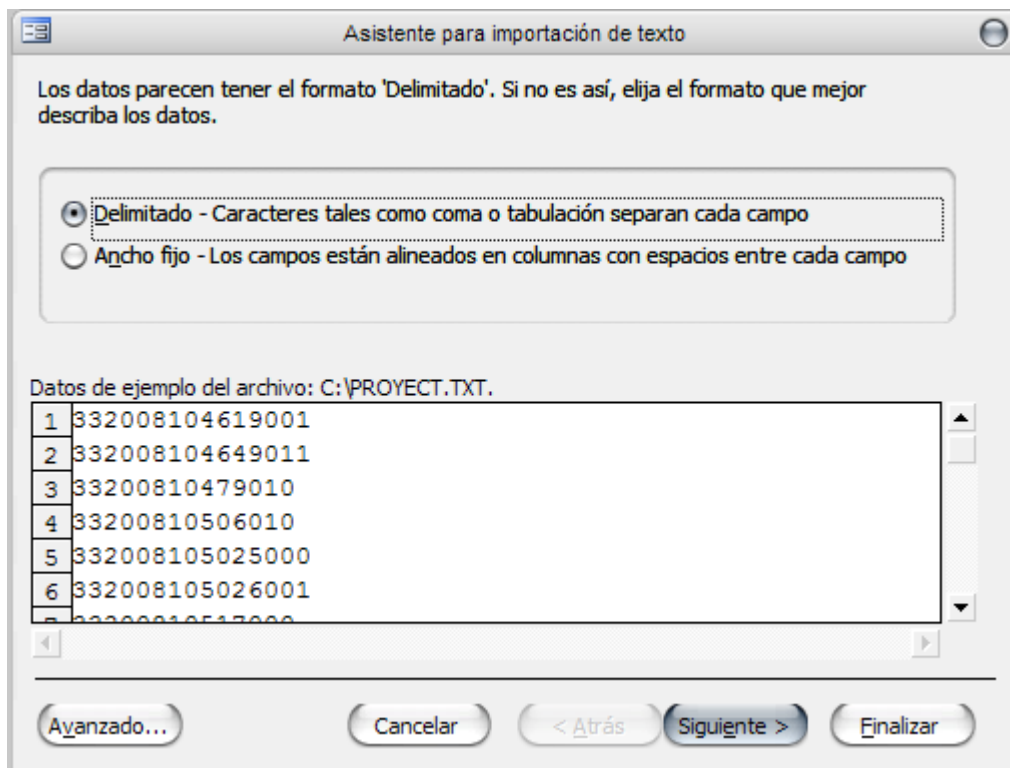 Asistente para importación de texto
Los datos parecen tener el formato 'Delimitado'. Si no es así, elija el formato que mejor
describa los datos.
Delimitado - Caracteres tales como coma o tabulación separan cada campo
Ancho fijo - Los campos están alineados en columnas con espacios entre cada campo
Datos de ejemplo del archivo: C:\PROYECT.TXT.
1 332008104619001
2 332008104649011
3 33200810479010
4 33200810506010
5 332008105025000
6 332008105026001
Avanzado... Cancelar < Atrás Siguiente > Finalizar